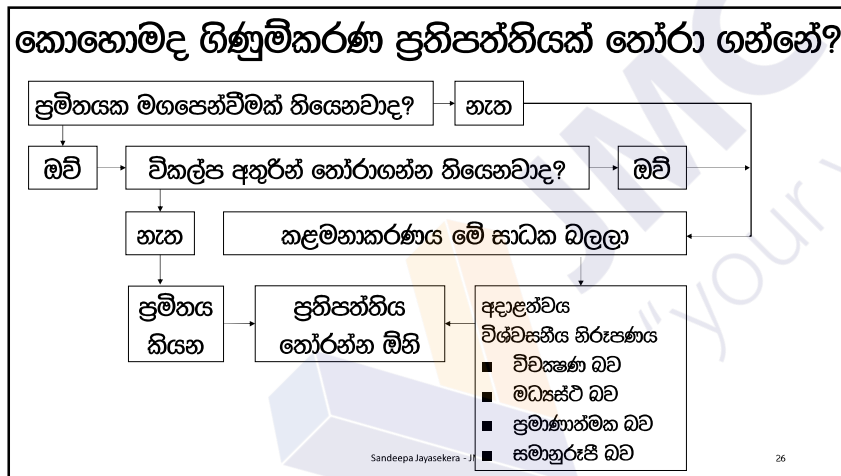 කොහොමද ගිණුම්කරණ ප්‍රතිපත්තියක් තෝරා ගන්නේ?
ප්‍රමිතයක මගපෙන්වීමක් තියෙනවාද?
නැත
ඔව්
විකල්ප අතුරින් තෝරාගන්න තියෙනවාද?
ඔව්
නැත
කළමනාකරණය මේ සාධක බලලා
ප්‍රමිතය
කියන
ප්‍රතිපත්තිය
තෝරන්න ඕනි
අදාළත්වය
විශ්වසනීය නිරූපණය
■ විචක්‍ෂණ බව
■ මධ්‍යස්ථ බව
■ ප්‍රමාණාත්මක බව
■ සමානුරූපී බව
Sandeepa Jayasekera - J
26
JMC
"your